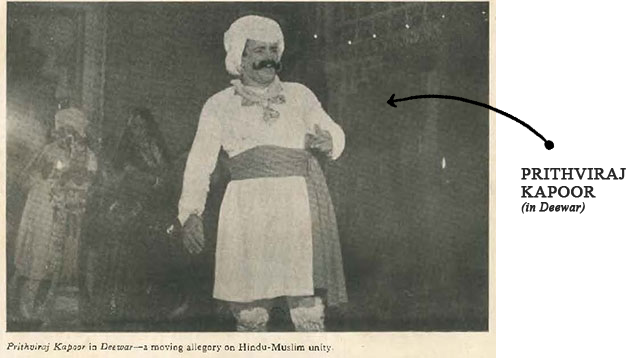 PRITHVIRAJ
KAPOOR
(in Deewar)
Prithviraj Kapoor in Deewar—a moving allegory on Hindu-Muslim unity.